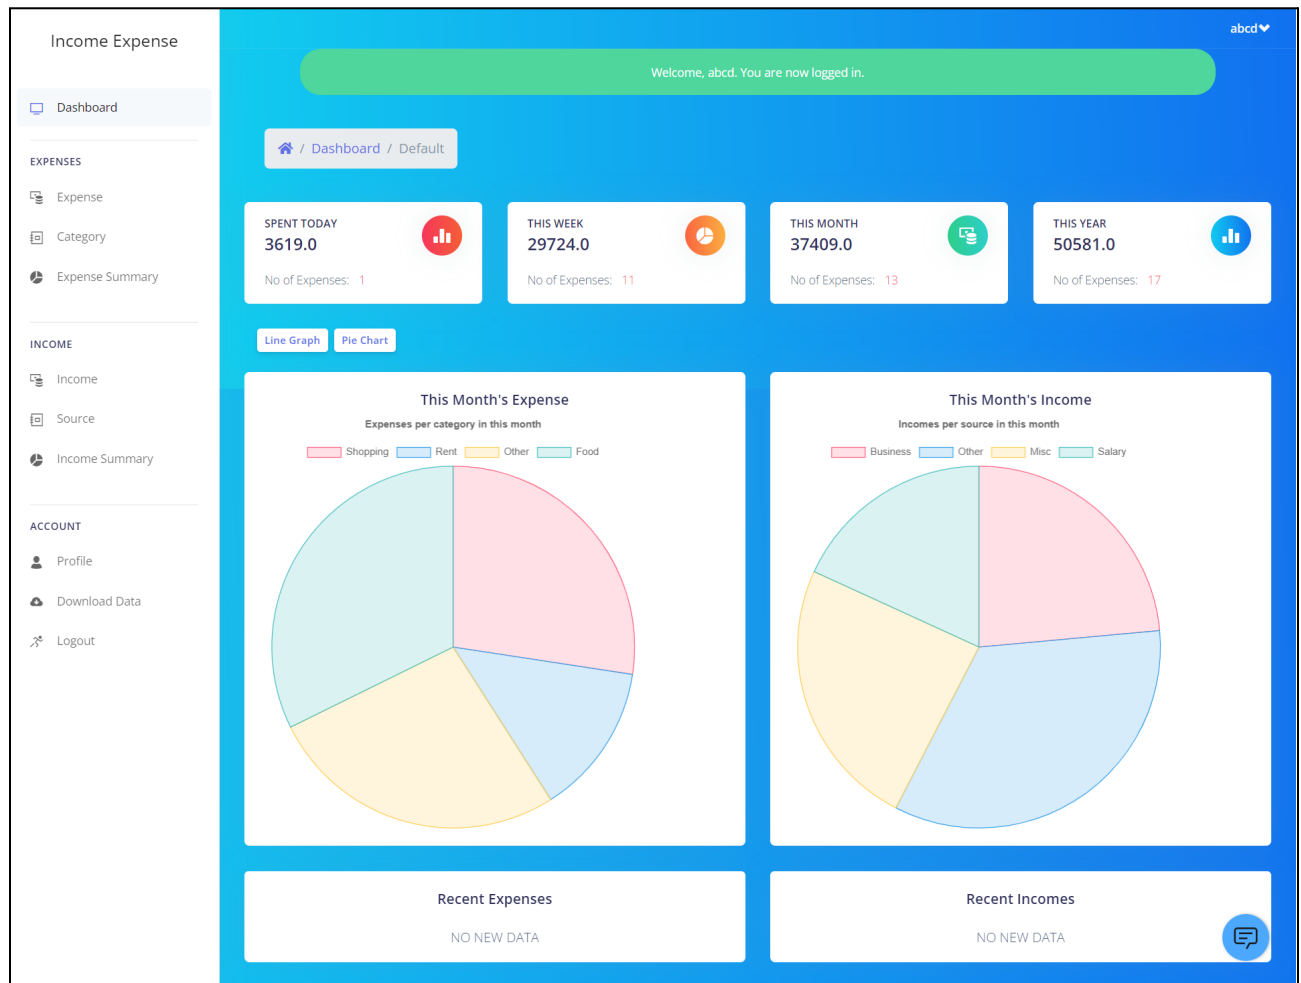 Income Expense
Dashboard
EXPENSES
Expense
Category
Expense Summary
INCOME
Income
Source
Income Summary
ACCOUNT
Profile
Download Data
Logout
abcd
Welcome, abcd. You are now logged in.
/ Dashboard / Default
SPENT TODAY
3619.0
No of Expenses: 1
THIS WEEK
29724.0
No of Expenses: 11
THIS MONTH
37409.0
No of Expenses: 13
THIS YEAR
50581.0
No of Expenses: 17
Line Graph
Pie Chart
This Month's Expense
Expenses per category in this month
Shopping Rent Other Food
This Month's Income
Incomes per source in this month
Business Other Misc Salary
Recent Expenses
NO NEW DATA
Recent Incomes
NO NEW DATA